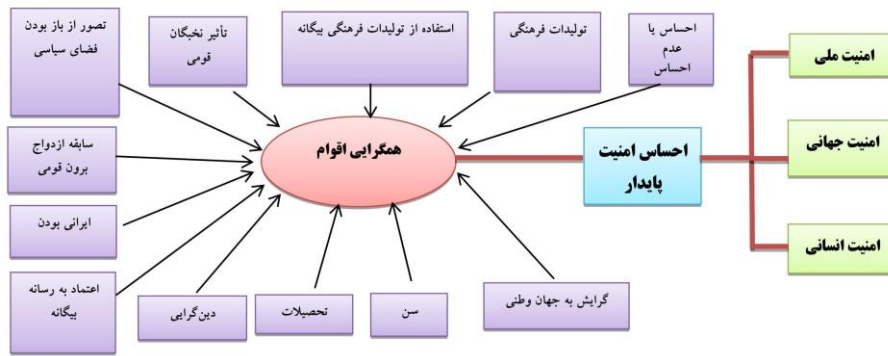 احساس یا
عدم
احساس
تولیدات فرهنگی
استفاده از تولیدات فرهنگی بیگانه
تأثیر نخبگان
قومی
تصور از باز بودن
فضای سیاسی
امنیت ملی
امنیت جهانی
امنیت انسانی
احساس امنیت
پایدار
همگرایی اقوام
سابقه ازدواج
برون قومی
ایرانی بودن
اعتماد به رسانه
بیگانه
دین‌گرایی
تحصیلات
سن
گرایش به جهان وطنی